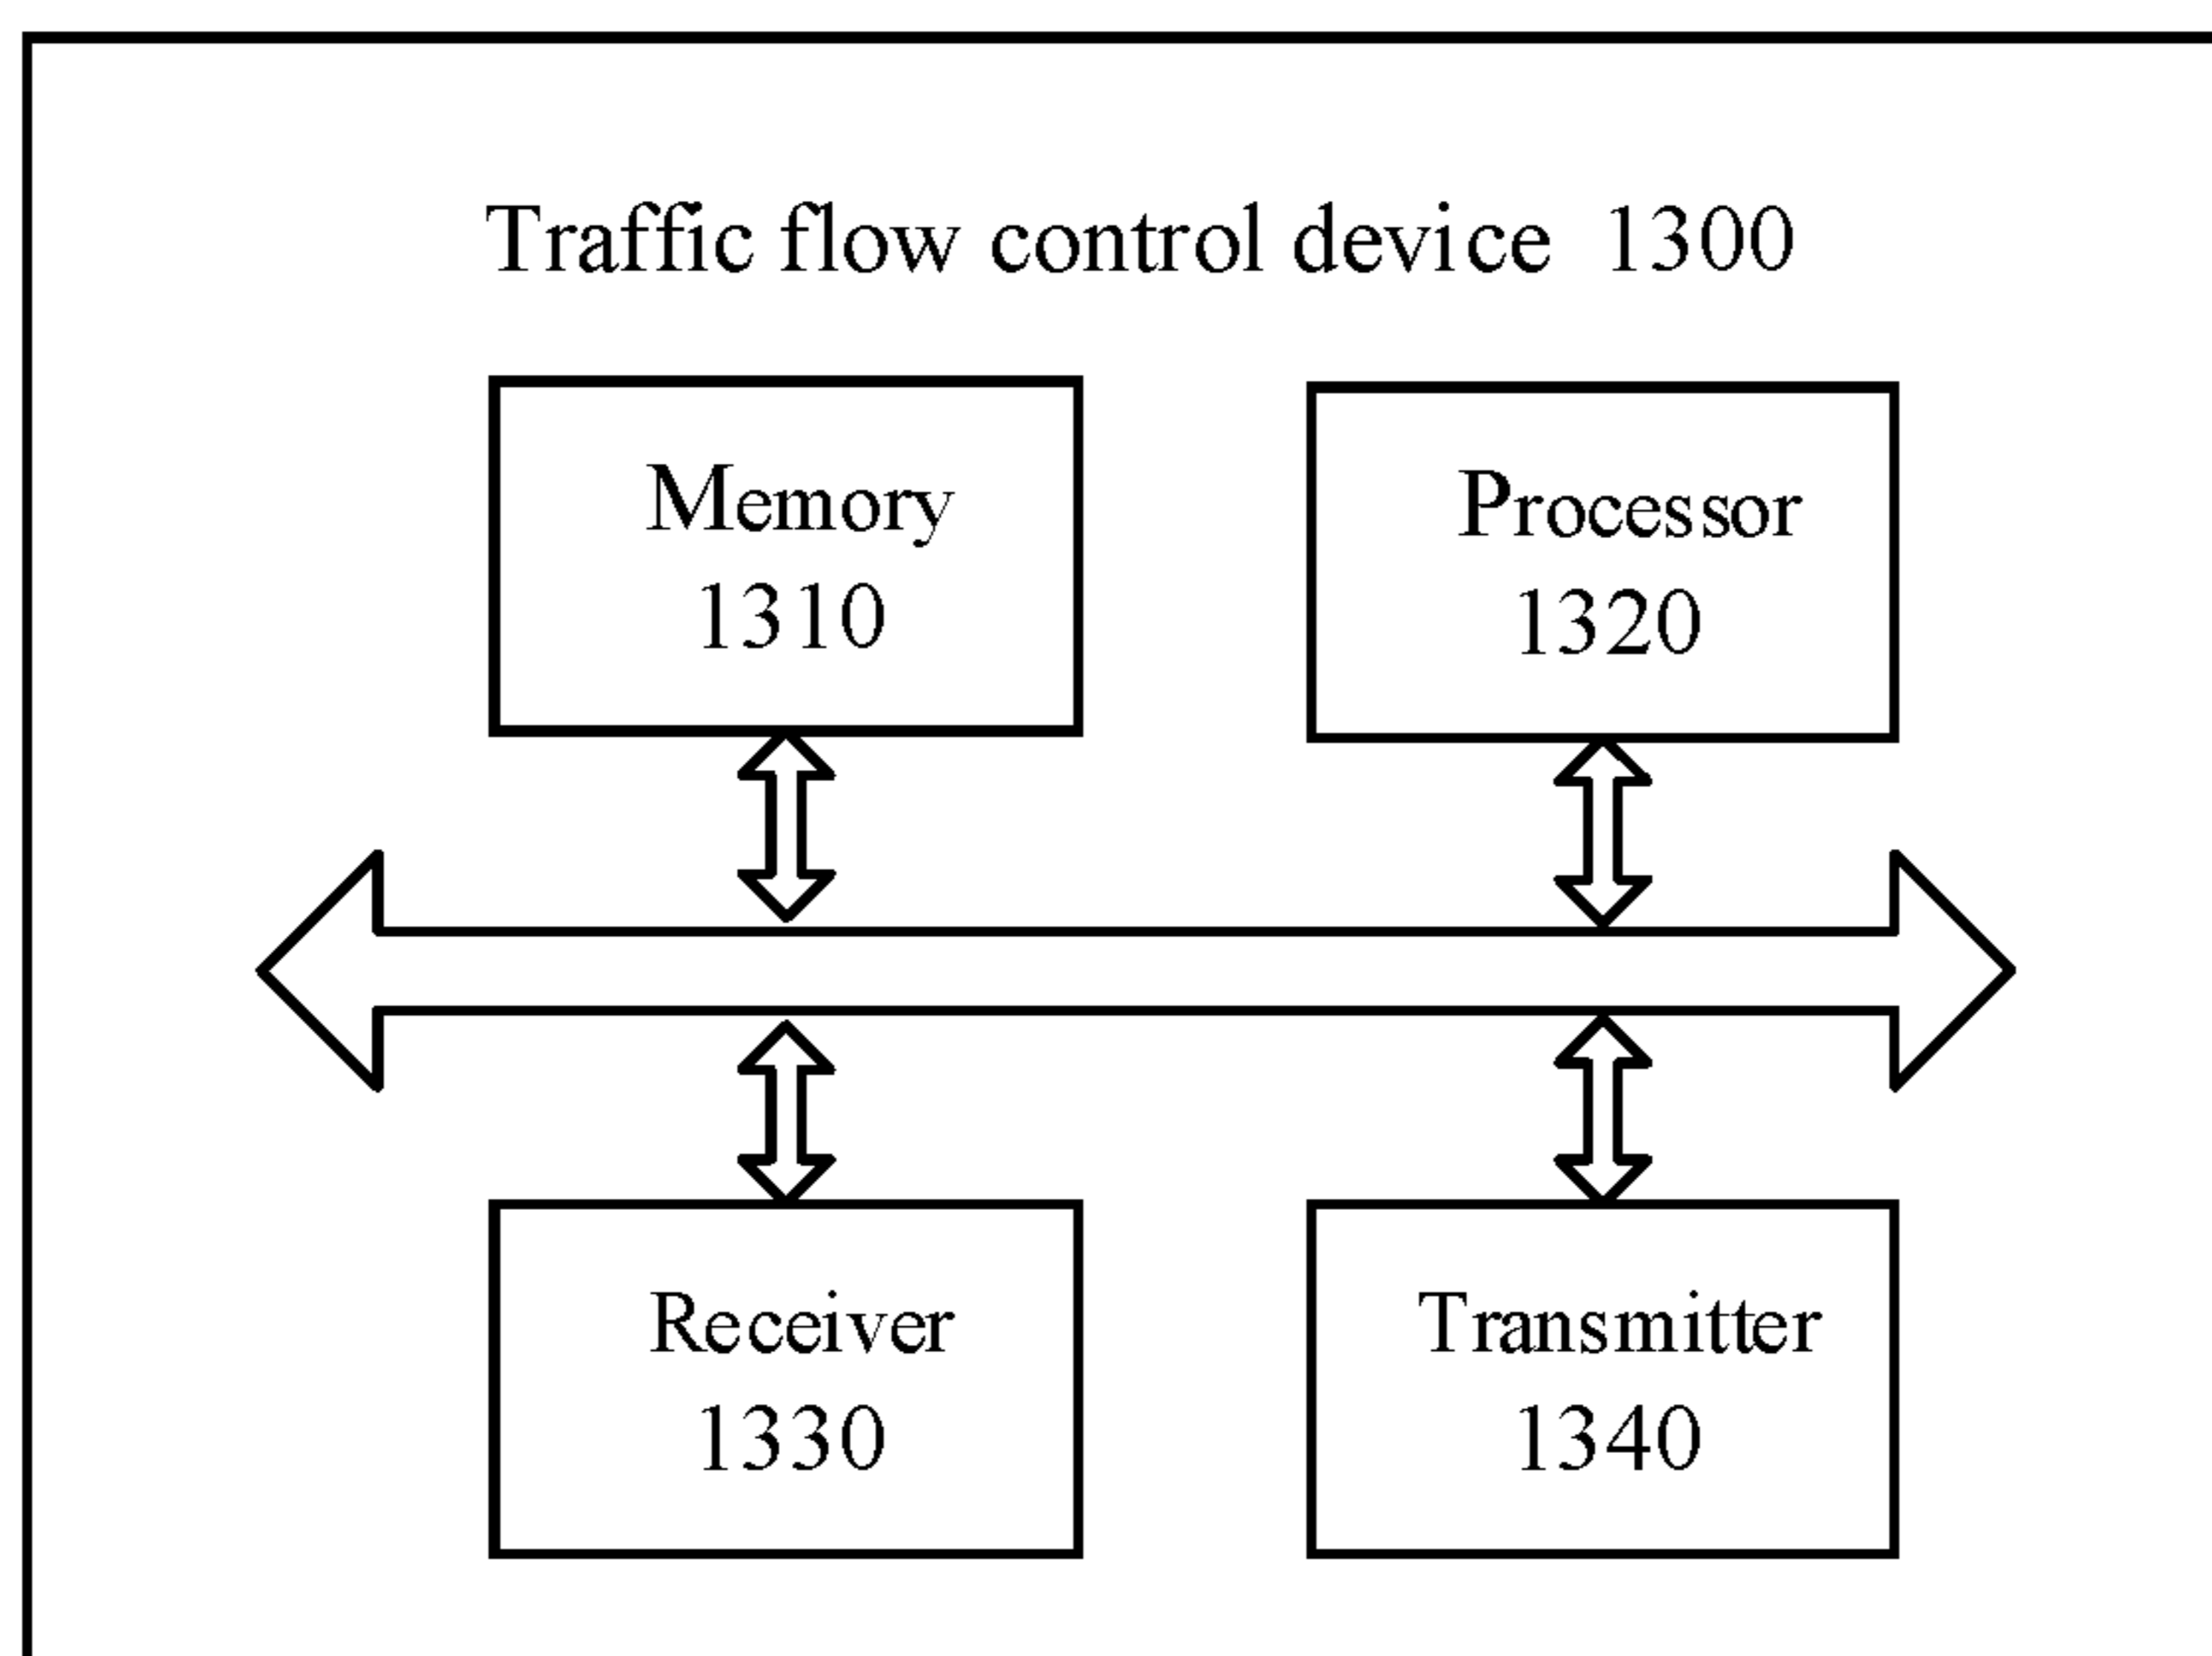 Traffic flow control device 1300
Memory
1310
Processor
1320
Receiver
1330
Transmitter
1340